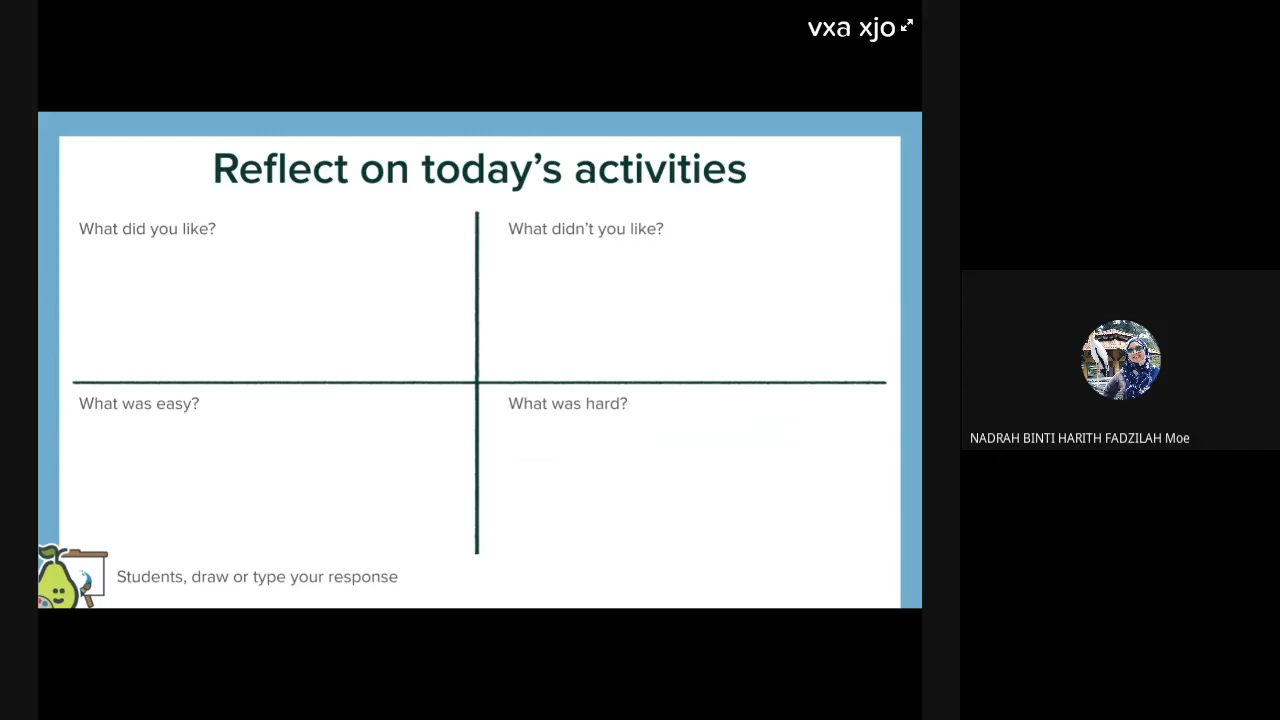 vxa xjo
Reflect on today's activities
What did you like?
What didn't you like?
What was easy?
What was hard?
Students, draw or type your response
NADRAH BINTI HARITH FADZILAH Moe